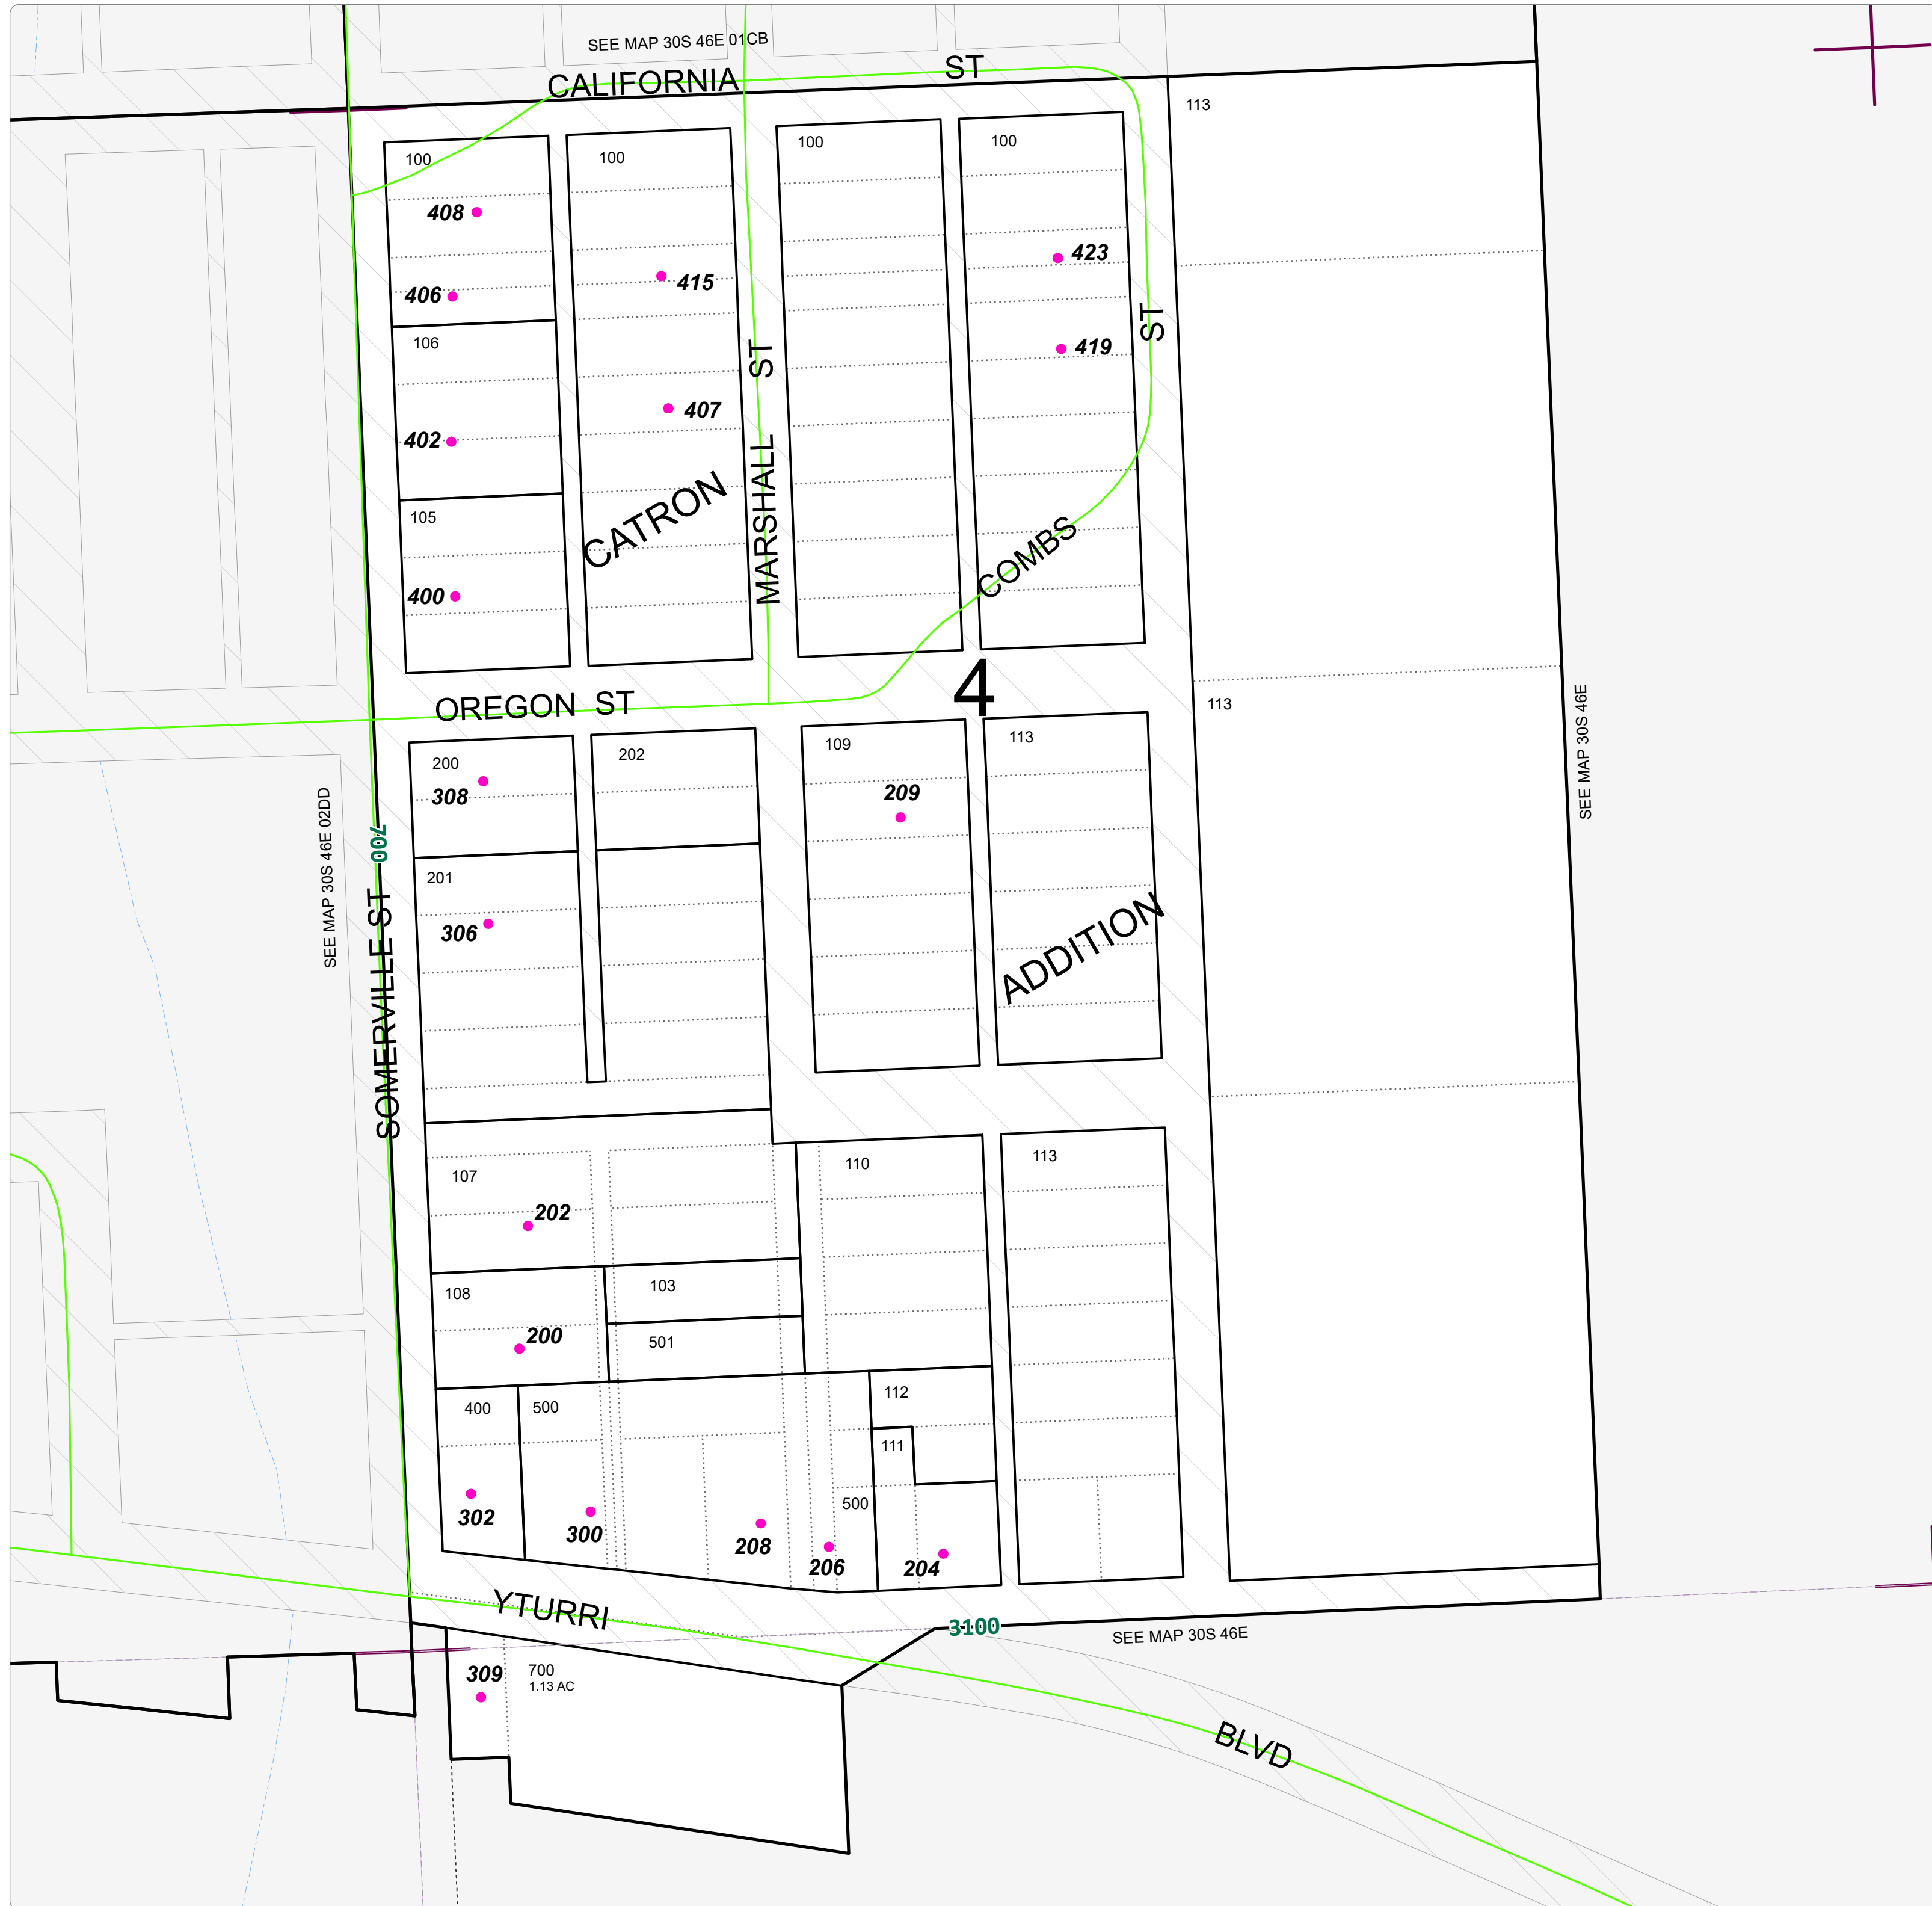 SEE MAP 30S 46E 01CB
CALIFORNIA ST
113
100
100
100
100
408
423
415
406
419
ST
106
ST
407
402
MARSHALL
CATRON
105
COMBS
400
4
OREGON ST
113
SEE MAP 30S 46E
200
202
109
113
308
209
700
SEE MAP 30S 46E 02DD
201
306
ADDITION
SOMERVILLE ST
107
110
113
202
108
103
200
501
400
500
112
111
500
302
300
208
206
204
YTURRI
3100
SEE MAP 30S 46E
309
700
1.13 AC
BLVD